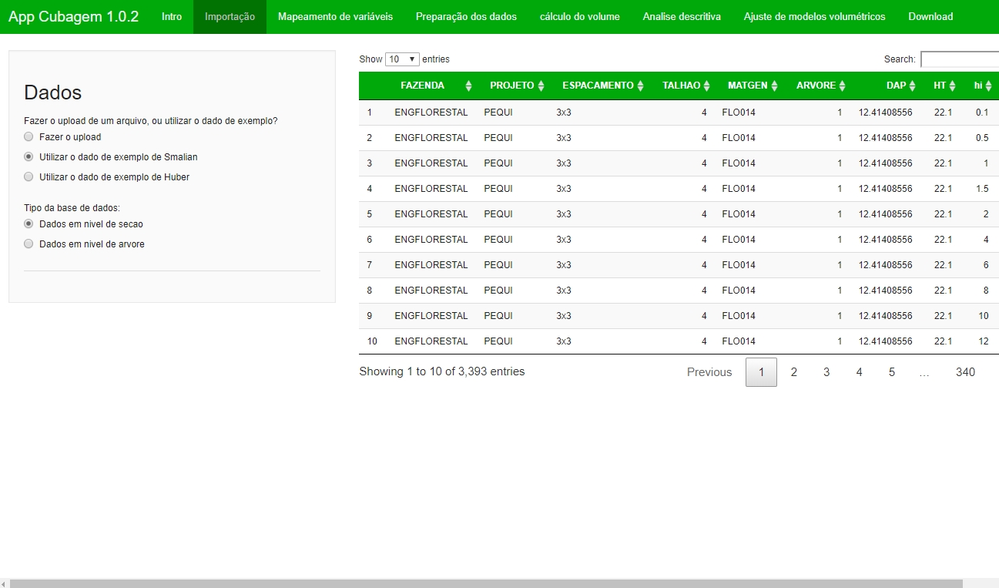 App Cubagem 1.0.2 Intro Importação Mapeamento de variáveis Preparação dos dados cálculo do volume Analise descritiva Ajuste de modelos volumétricos Download
Dados
Fazer o upload de um arquivo, ou utilizar o dado de exemplo?
Fazer o upload
Utilizar o dado de exemplo de Smalian
Utilizar o dado de exemplo de Huber
Tipo da base de dados:
Dados em nivel de secao
Dados em nivel de arvore
Show 10 entries Search:
FAZENDA PROJETO ESPACAMENTO TALHAO MATGEN ARVORE DAP HT hi
1 ENGFLORESTAL PEQUI 3x3 4 FLO014 1 12.41408556 22.1 0.1
2 ENGFLORESTAL PEQUI 3x3 4 FLO014 1 12.41408556 22.1 0.5
3 ENGFLORESTAL PEQUI 3x3 4 FLO014 1 12.41408556 22.1 1
4 ENGFLORESTAL PEQUI 3x3 4 FLO014 1 12.41408556 22.1 1.5
5 ENGFLORESTAL PEQUI 3x3 4 FLO014 1 12.41408556 22.1 2
6 ENGFLORESTAL PEQUI 3x3 4 FLO014 1 12.41408556 22.1 4
7 ENGFLORESTAL PEQUI 3x3 4 FLO014 1 12.41408556 22.1 6
8 ENGFLORESTAL PEQUI 3x3 4 FLO014 1 12.41408556 22.1 8
9 ENGFLORESTAL PEQUI 3x3 4 FLO014 1 12.41408556 22.1 10
10 ENGFLORESTAL PEQUI 3x3 4 FLO014 1 12.41408556 22.1 12
Showing 1 to 10 of 3,393 entries Previous 1 2 3 4 5 … 340